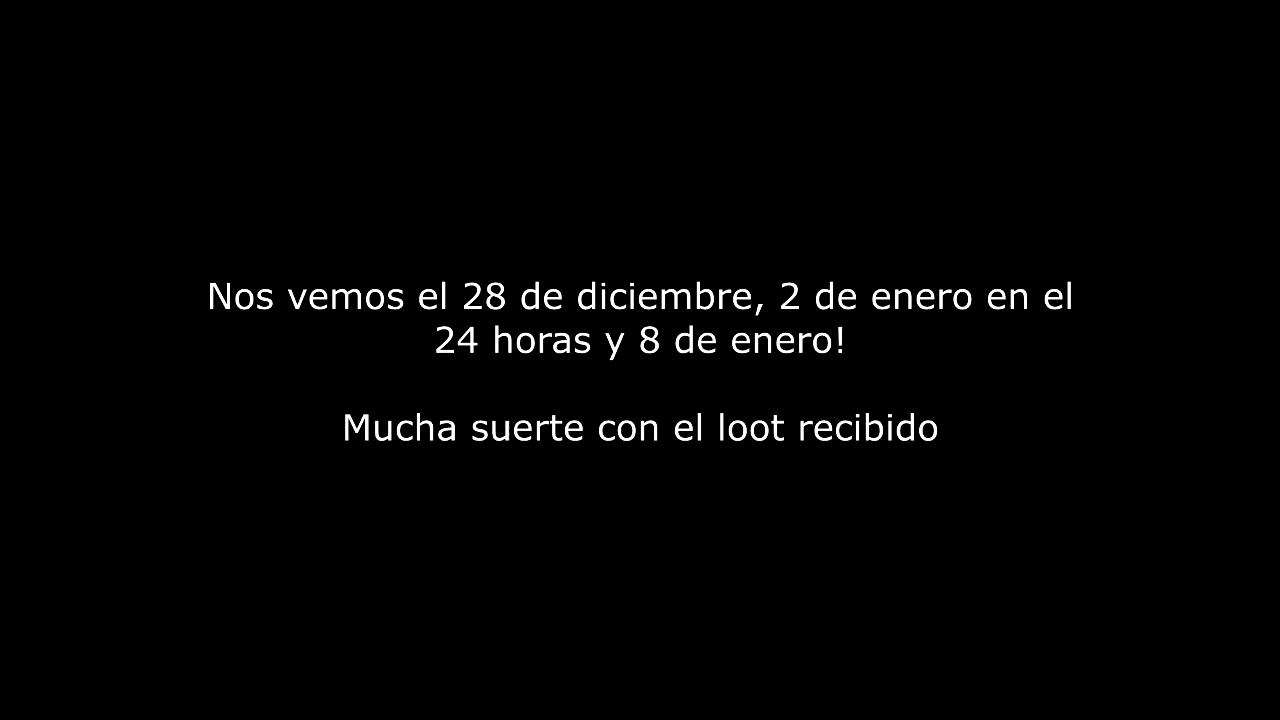 Nos vemos el 28 de diciembre, 2 de enero en el
24 horas y 8 de enero!
Mucha suerte con el loot recibido